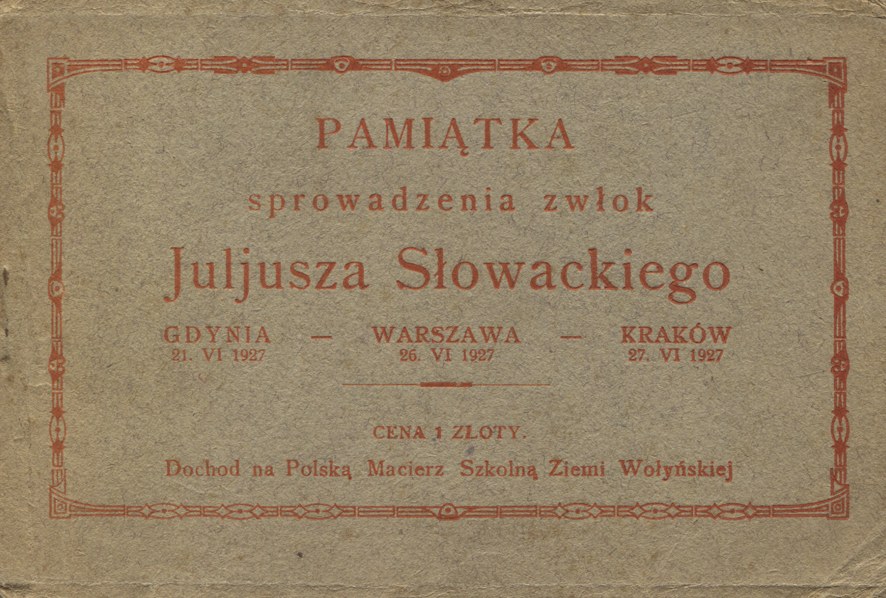 PAMIĄTKA
sprowadzenia zwłok
Juljusza Słowackiego
GDYNIA — WARSZAWA — KRAKÓW
21. VI 1927 26. VI 1927 27. VI 1927
CENA 1 ZŁOTY.
Dochod na Polską Macierz Szkolną Ziemi Wołyńskiej